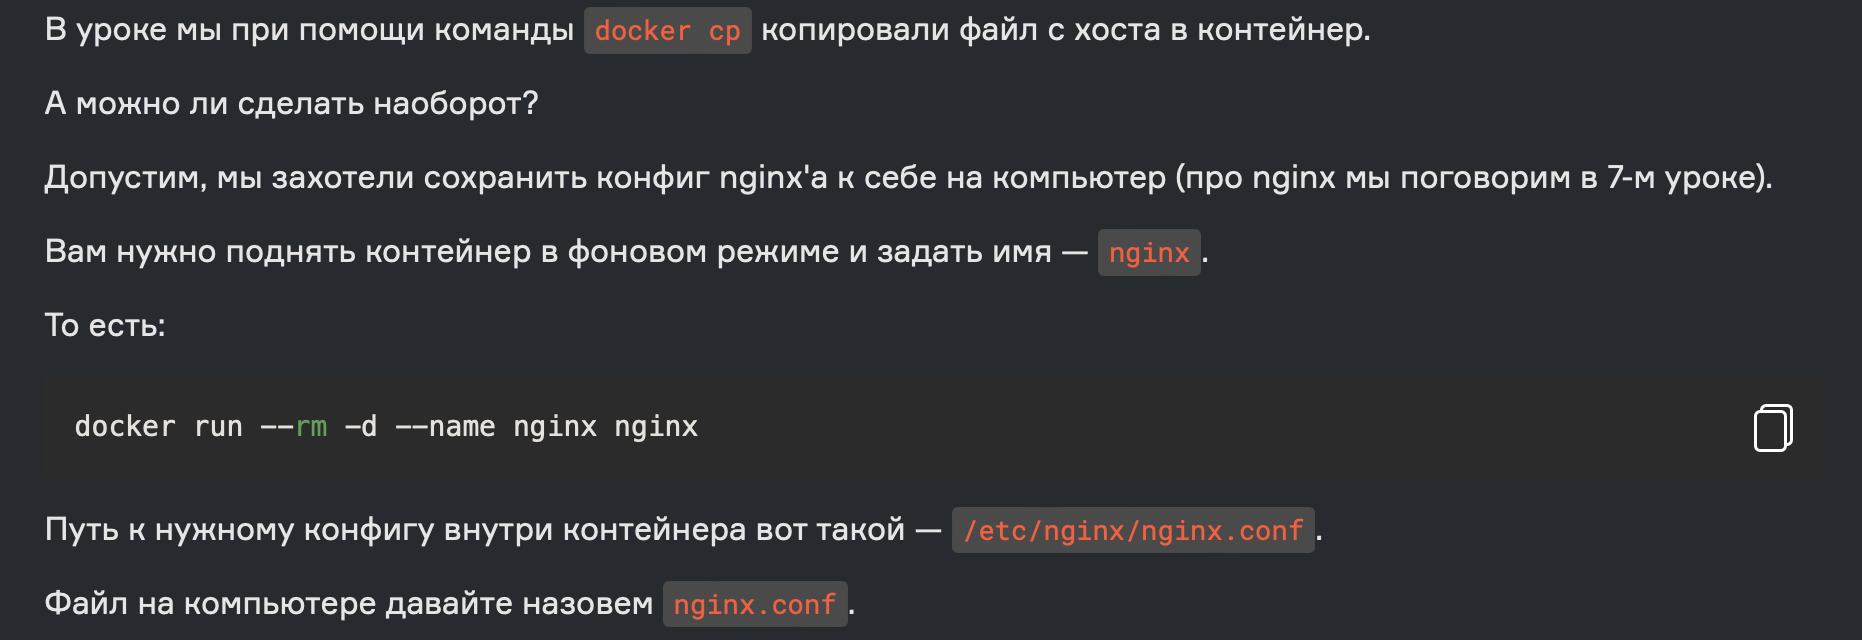 В уроке мы при помощи команды docker cp копировали файл с хоста в контейнер.
А можно ли сделать наоборот?
Допустим, мы захотели сохранить конфиг nginx'а к себе на компьютер (про nginx мы поговорим в 7-м уроке).
Вам нужно поднять контейнер в фоновом режиме и задать имя — nginx.
То есть:
docker run --rm -d --name nginx nginx
Путь к нужному конфигу внутри контейнера вот такой — /etc/nginx/nginx.conf.
Файл на компьютере давайте назовем nginx.conf.